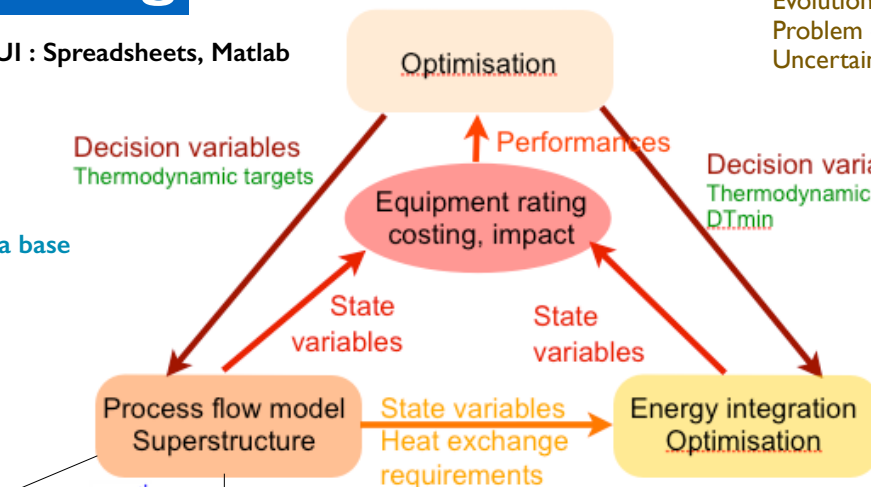 g
UI : Spreadsheets, Matlab
Evolution
Problem
Uncertain
Optimisation
Performances
Decision variables
Thermodynamic targets
Decision varia
Thermodynamic
DTmin
Equipment rating
costing, impact
a base
State
variables
State
variables
Process flow model
Superstructure
State variables
Heat exchange
requirements
Energy integration
Optimisation